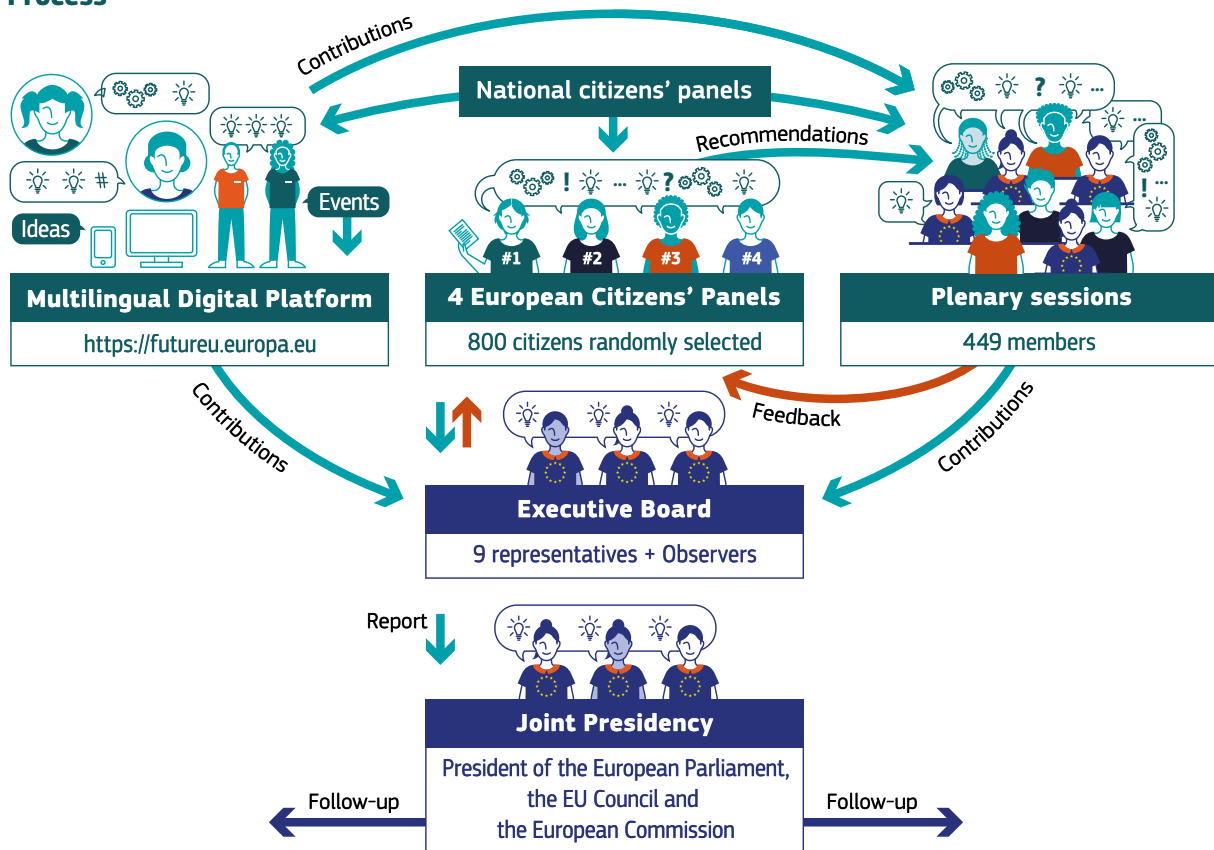 Process
Contributions
National citizens' panels
Recommendations
? ...
...
! ... ?
! ...
#
Ideas
Events
#1 #2 #3 #4
Multilingual Digital Platform
https://futureu.europa.eu
4 European Citizens' Panels
800 citizens randomly selected
Plenary sessions
449 members
Contributions
Feedback
Contributions
Executive Board
9 representatives + Observers
Report
Joint Presidency
President of the European Parliament,
the EU Council and
the European Commission
Follow-up
Follow-up